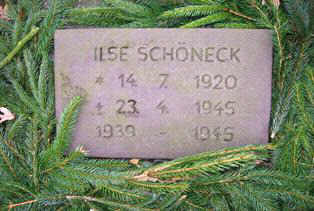 ILSE SCHÖNECK
* 14. 7. 1920
± 23. 4. 1945
1939 - 1945